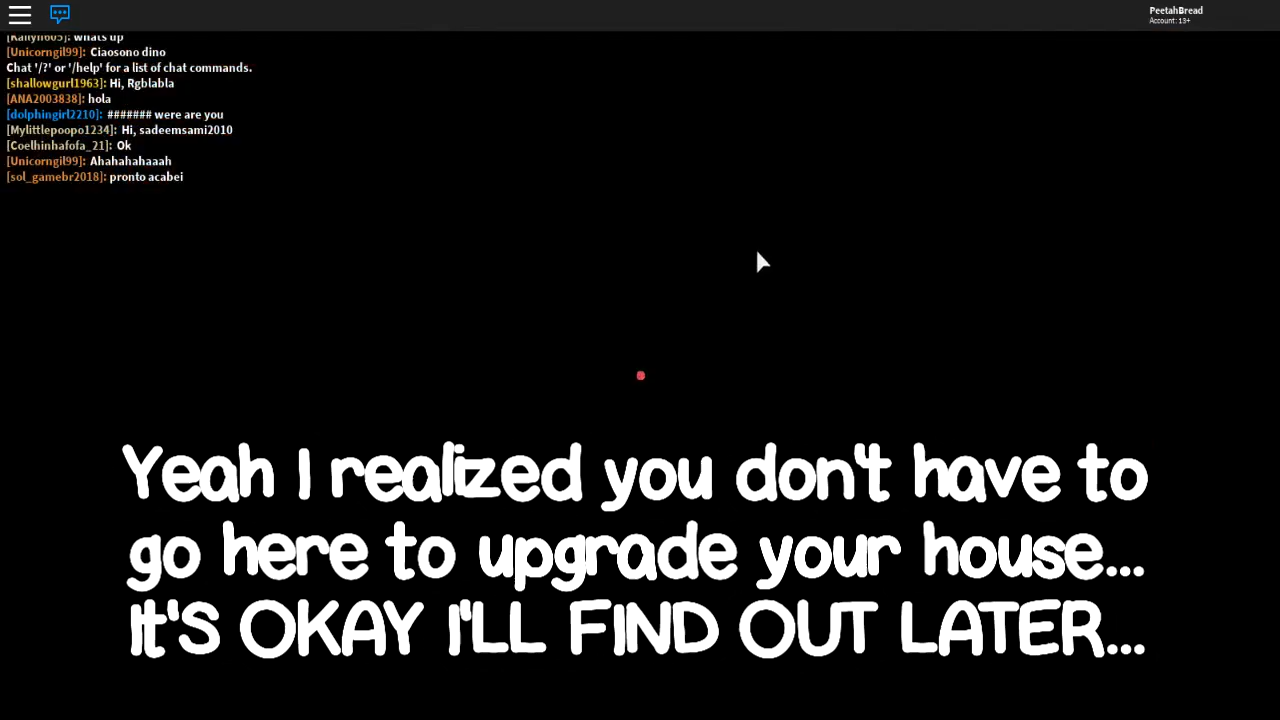 PeetahBread
Account: 13+
whats up
[Unicorngil99]: Ciaosono dino
Chat '/?' or '/help' for a list of chat commands.
[shallowgurl1963]: Hi, Rgblabla
[ANA2003838]: hola
[dolphingirl2210]: ####### were are you
[Mylittlepoopo1234]: Hi, sadeemsami2010
[Coelhinhafofa_21]: Ok
[Unicorngil99]: Ahahahahaaah
[sol_gamebr2018]: pronto acabei
Yeah I realized you don't have to
go here to upgrade your house...
It'S OKAY I'LL FIND OUT LATER...